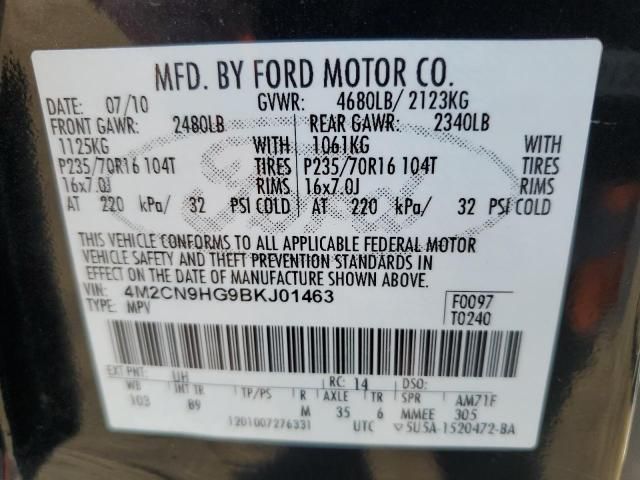 MFD. BY FORD MOTOR CO.
DATE: 07/10 GVWR: 4680LB/ 2123KG
FRONT GAWR: 2480LB REAR GAWR: 2340LB
1125KG WITH 1061KG WITH
P235/70R16 104T TIRES P235/70R16 104T TIRES
16x7.0J RIMS 16x7.0J RIMS
AT 220 kPa/ 32 PSI COLD AT 220 kPa/ 32 PSI COLD
Ford
THIS VEHICLE CONFORMS TO ALL APPLICABLE FEDERAL MOTOR
VEHICLE SAFETY AND THEFT PREVENTION STANDARDS IN
EFFECT ON THE DATE OF MANUFACTURE SHOWN ABOVE.
VIN: 4M2CN9HG9BKJ01463 F0097
TYPE: MPV T0240
EXT PNT: UH RC: 14 DSO:
WB INT TR TP/PS R AXLE TR SPR AM71F
103 89 M 35 6 MMEE 305
1201007276331 UTC 5U5A-1520472-BA